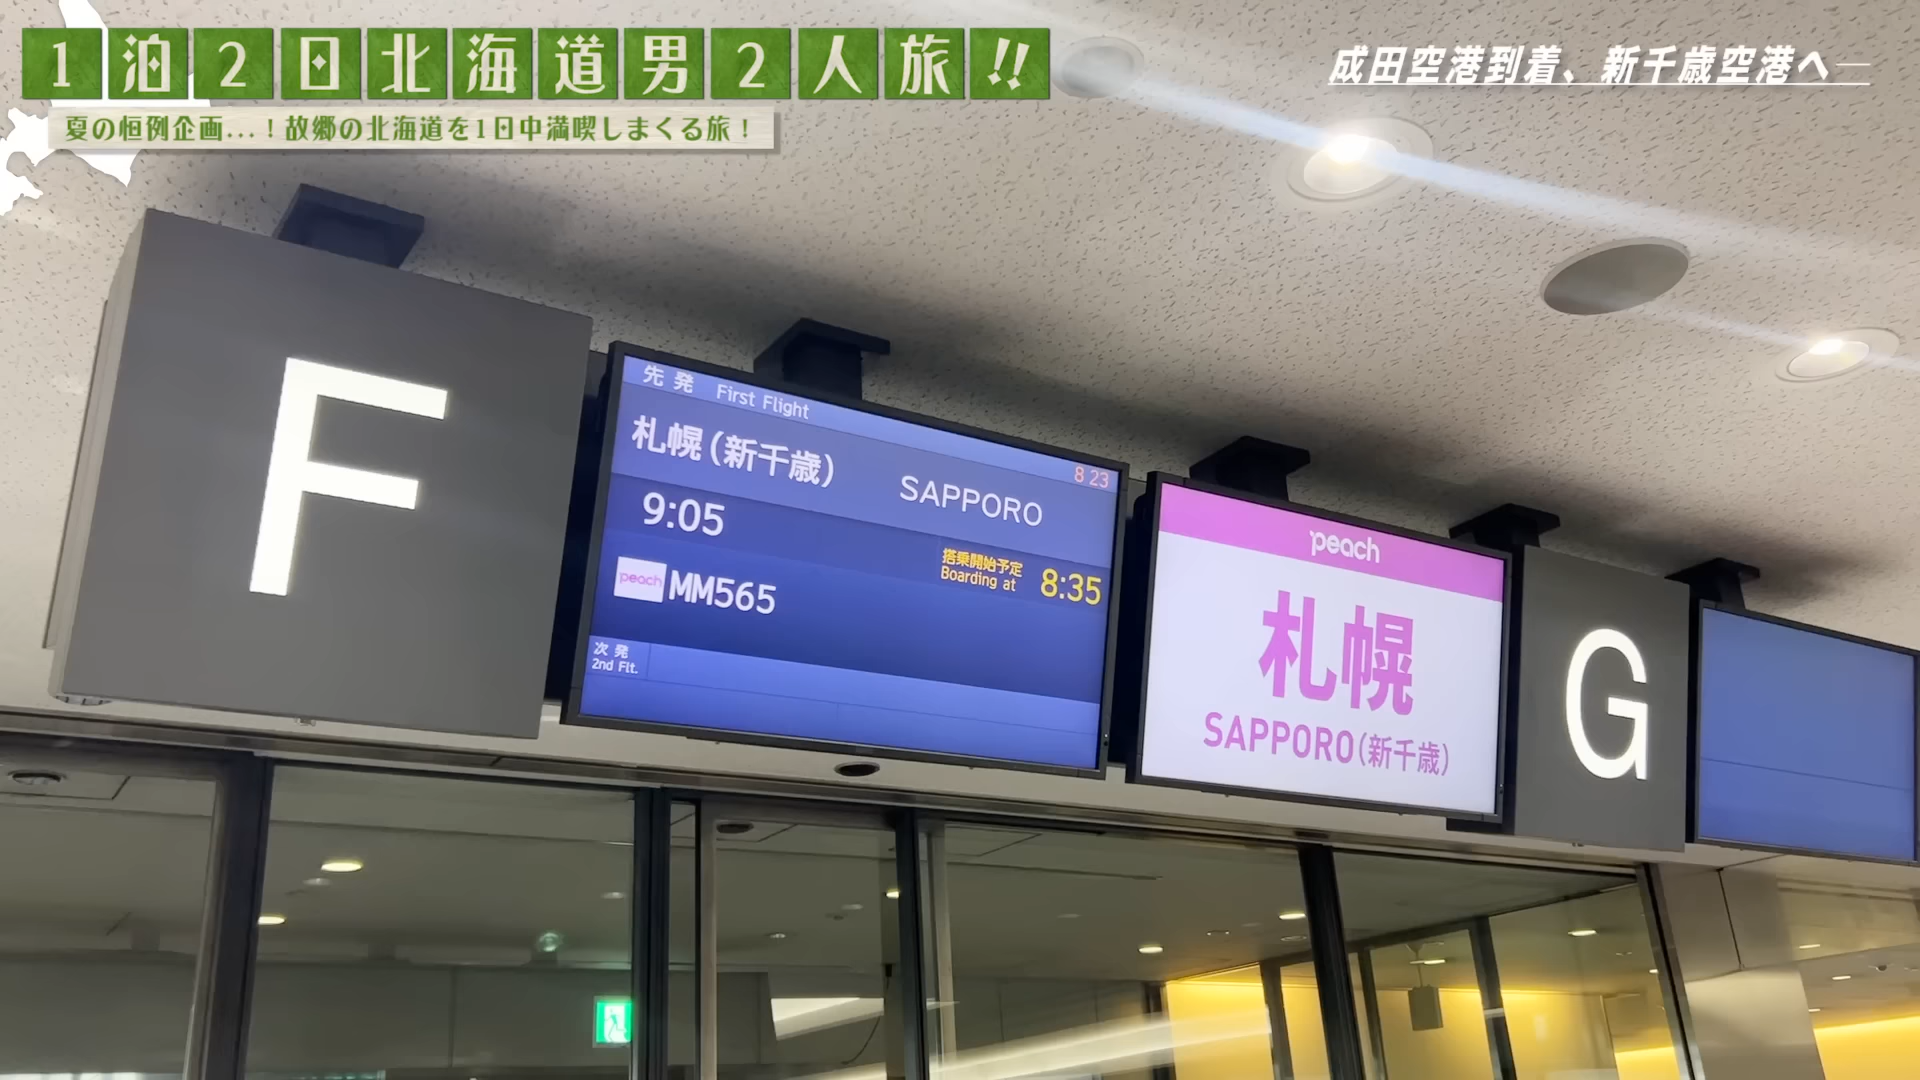 1泊2日北海道男2人旅!!
夏の恒例企画…！故郷の北海道を1日中満喫しまくる旅！
成田空港到着、新千歳空港へ―
F
先発 First Flight
8 23
札幌(新千歳) SAPPORO
9:05
搭乗開始予定
Boarding at 8:35
peach MM565
次発
2nd Flt.
peach
札幌
SAPPORO(新千歳)
G